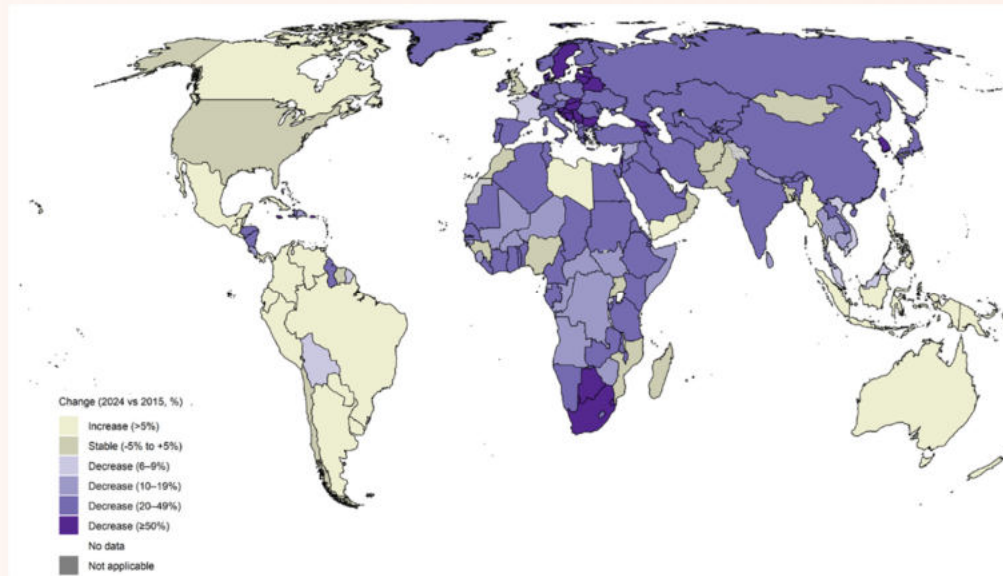 Change (2024 vs 2015, %)
Increase (>5%)
Stable (-5% to +5%)
Decrease (6–9%)
Decrease (10–19%)
Decrease (20–49%)
Decrease (≥50%)
No data
Not applicable